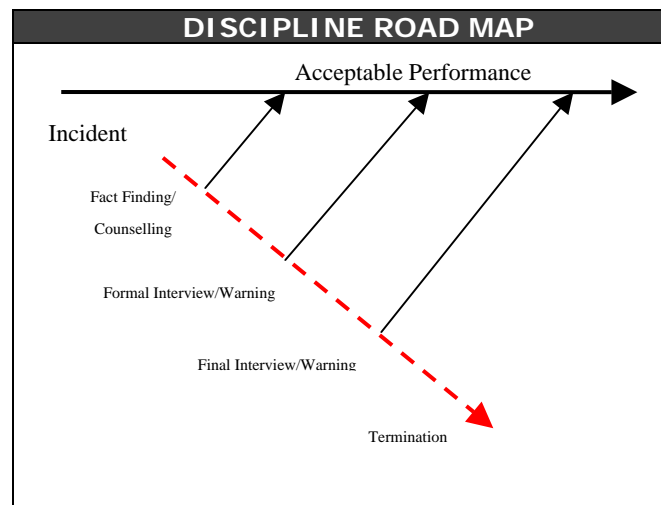 DISCIPLINE ROAD MAP
Acceptable Performance
Incident
Fact Finding/
Counselling
Formal Interview/Warning
Final Interview/Warning
Termination